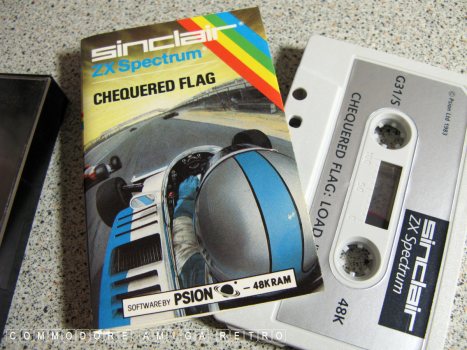 sinclair
ZX Spectrum
CHEQUERED FLAG
SOFTWARE BY PSION - 48K RAM
G31/S
© Psion Ltd 1983
CHEQUERED FLAG: LOAD
sinclair
ZX Spectrum
48K
COMMODORE AMIGA RETRO